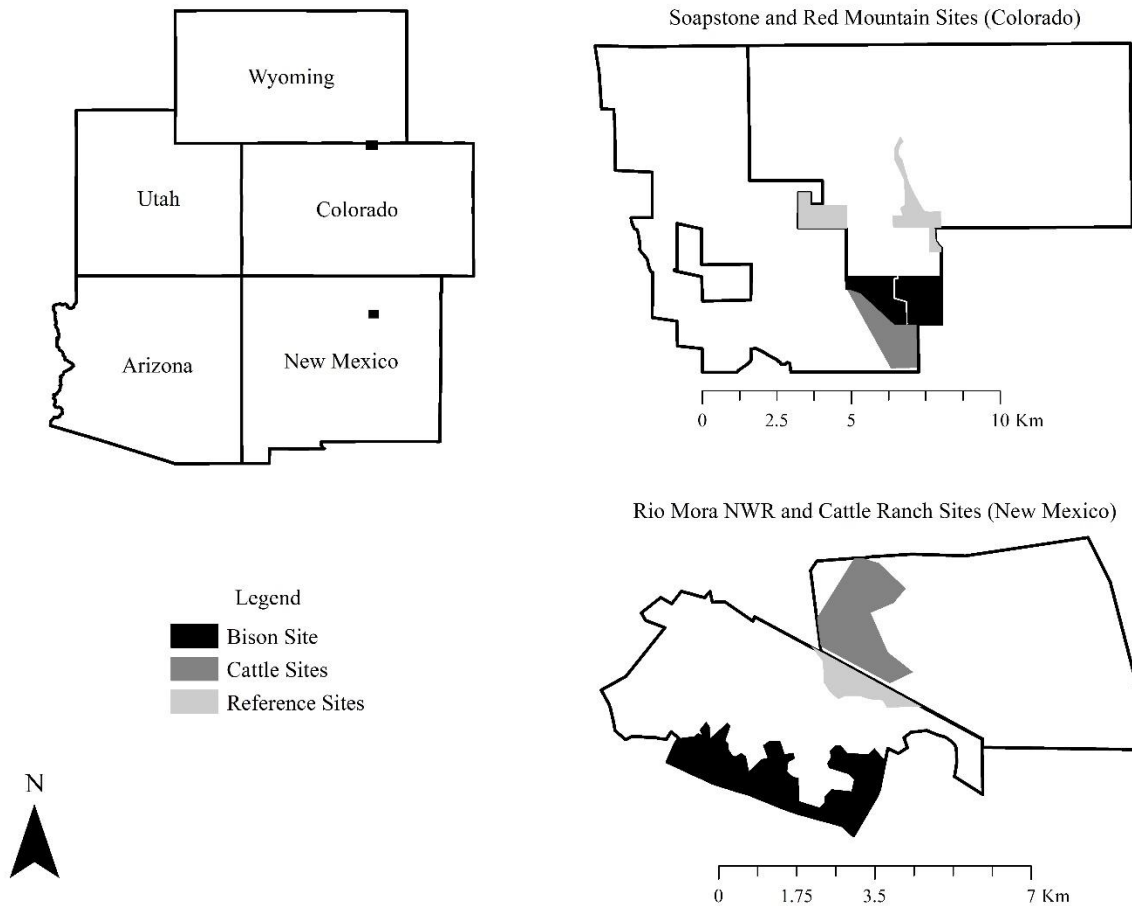 Soapstone and Red Mountain Sites (Colorado)
Wyoming
Utah
Colorado
Arizona
New Mexico
0 2.5 5 10 Km
Rio Mora NWR and Cattle Ranch Sites (New Mexico)
Legend
Bison Site
Cattle Sites
Reference Sites
N
0 1.75 3.5 7 Km